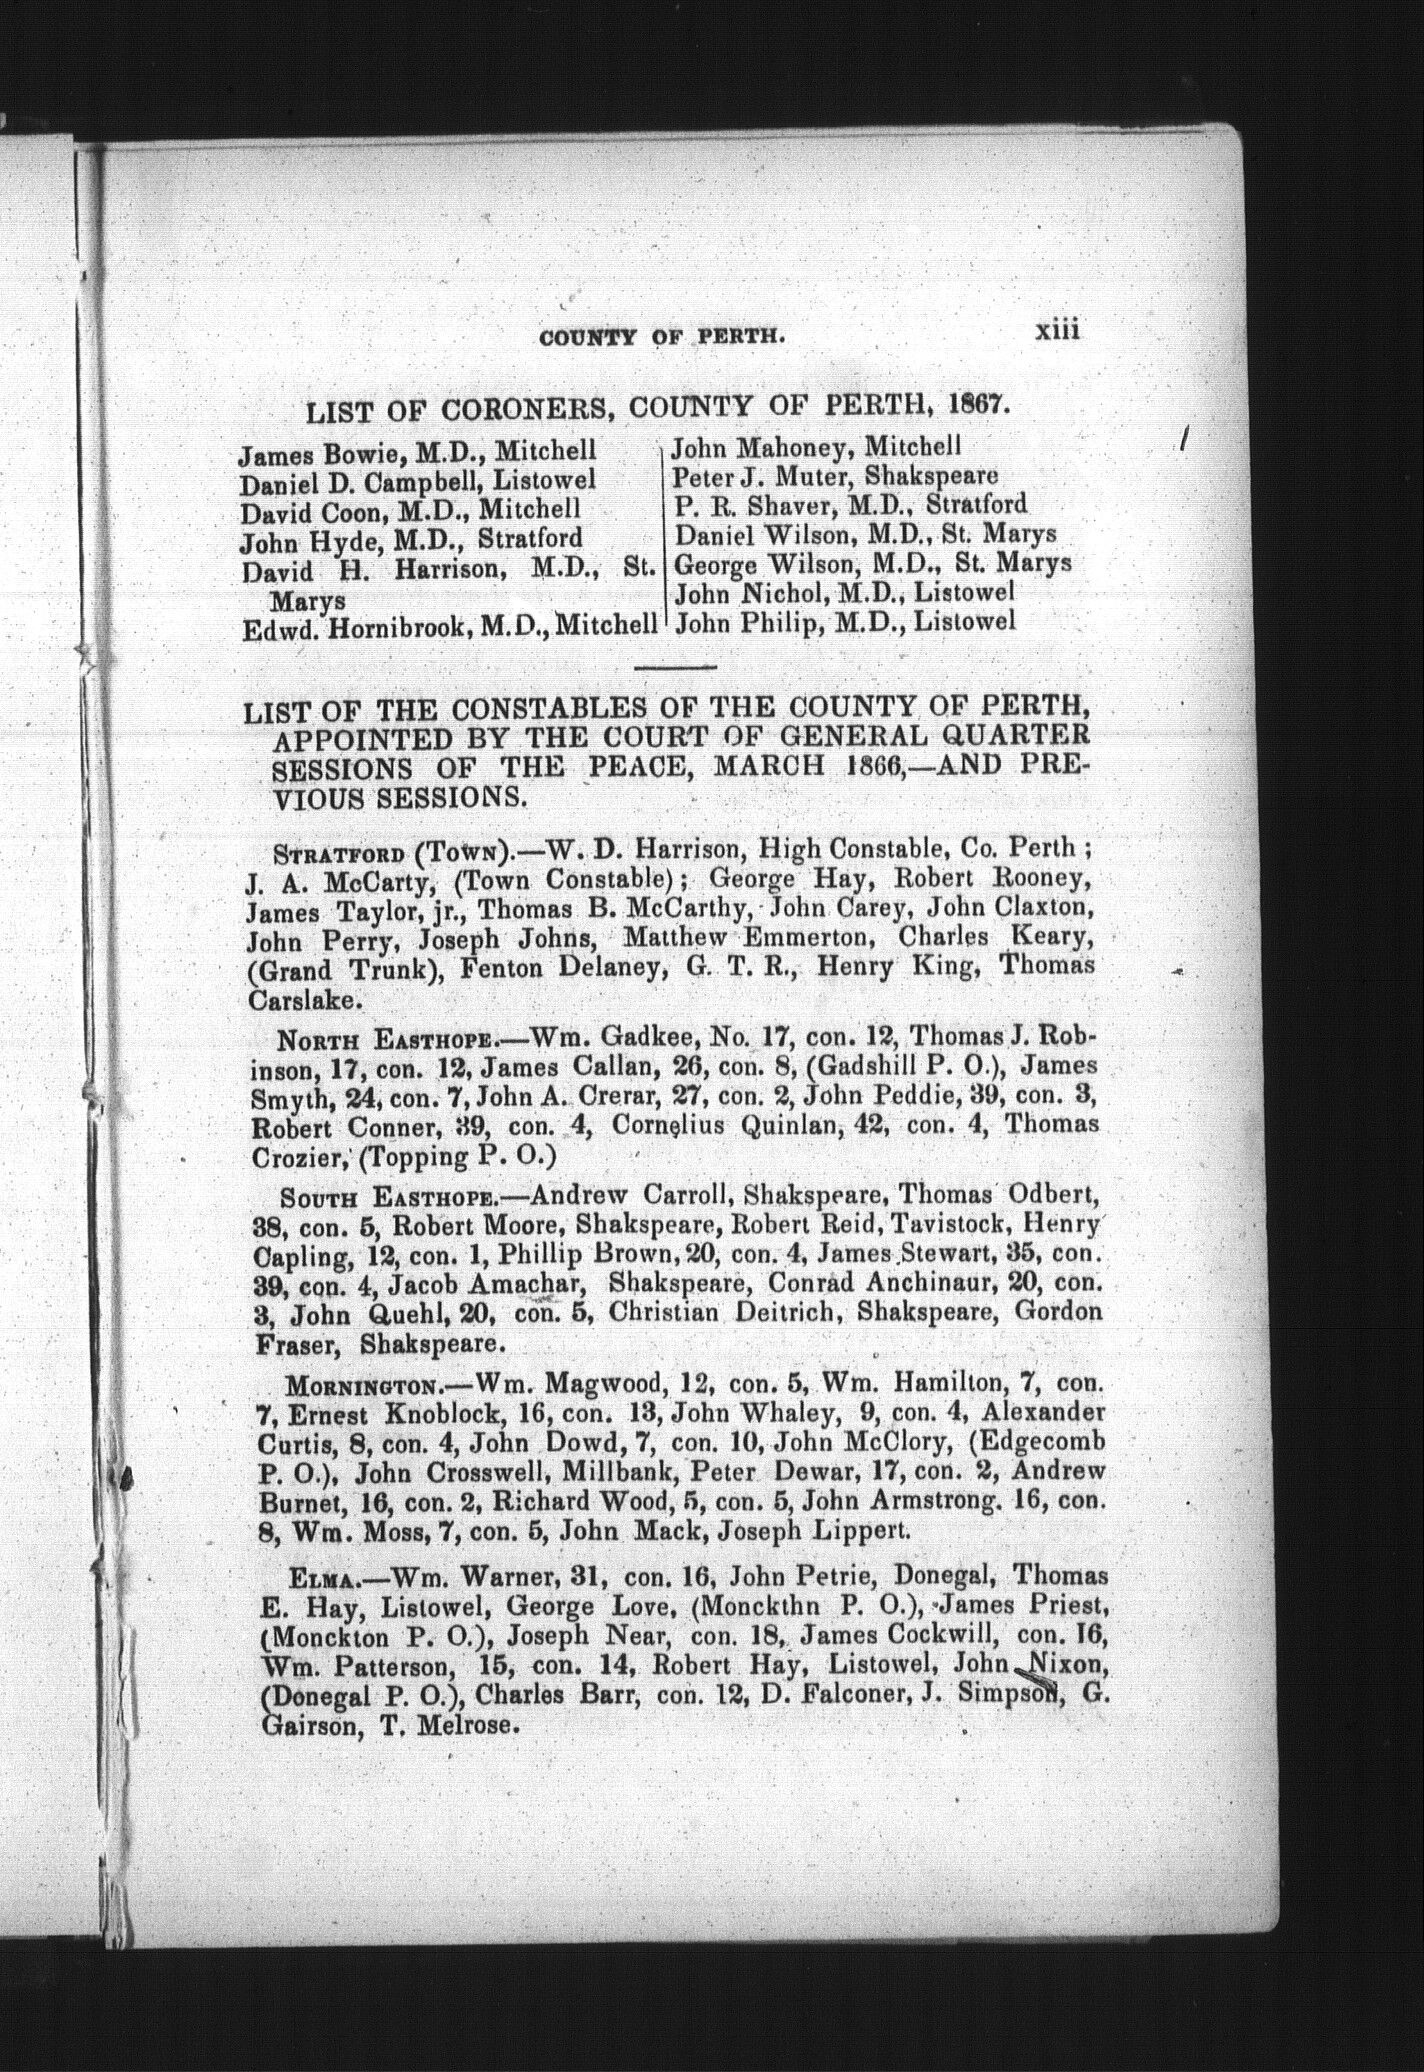 COUNTY OF PERTH. xiii
LIST OF CORONERS, COUNTY OF PERTH, 1867.
James Bowie, M.D., Mitchell
Daniel D. Campbell, Listowel
David Coon, M.D., Mitchell
John Hyde, M.D., Stratford
David H. Harrison, M.D., St.
Marys
Edwd. Hornibrook, M.D., Mitchell
John Mahoney, Mitchell
Peter J. Muter, Shakspeare
P. R. Shaver, M.D., Stratford
Daniel Wilson, M.D., St. Marys
George Wilson, M.D., St. Marys
John Nichol, M.D., Listowel
John Philip, M.D., Listowel
LIST OF THE CONSTABLES OF THE COUNTY OF PERTH,
APPOINTED BY THE COURT OF GENERAL QUARTER
SESSIONS OF THE PEACE, MARCH 1866,—AND PRE-
VIOUS SESSIONS.
STRATFORD (TOWN).—W. D. Harrison, High Constable, Co. Perth ;
J. A. McCarty, (Town Constable) ; George Hay, Robert Rooney,
James Taylor, jr., Thomas B. McCarthy, John Carey, John Claxton,
John Perry, Joseph Johns, Matthew Emmerton, Charles Keary,
(Grand Trunk), Fenton Delaney, G. T. R., Henry King, Thomas
Carslake.
NORTH EASTHOPE.—Wm. Gadkee, No. 17, con. 12, Thomas J. Rob-
inson, 17, con. 12, James Callan, 26, con. 8, (Gadshill P. O.), James
Smyth, 24, con. 7, John A. Crerar, 27, con. 2, John Peddie, 39, con. 3,
Robert Conner, 39, con. 4, Cornelius Quinlan, 42, con. 4, Thomas
Crozier, (Topping P. O.)
SOUTH EASTHOPE.—Andrew Carroll, Shakspeare, Thomas Odbert,
38, con. 5, Robert Moore, Shakspeare, Robert Reid, Tavistock, Henry
Capling, 12, con. 1, Phillip Brown, 20, con. 4, James Stewart, 35, con.
39, con. 4, Jacob Amachar, Shakspeare, Conrad Anchinaur, 20, con.
3, John Quehl, 20, con. 5, Christian Deitrich, Shakspeare, Gordon
Fraser, Shakspeare.
MORNINGTON.—Wm. Magwood, 12, con. 5, Wm. Hamilton, 7, con.
7, Ernest Knoblock, 16, con. 13, John Whaley, 9, con. 4, Alexander
Curtis, 8, con. 4, John Dowd, 7, con. 10, John McClory, (Edgecomb
P. O.), John Crosswell, Millbank, Peter Dewar, 17, con. 2, Andrew
Burnet, 16, con. 2, Richard Wood, 5, con. 5, John Armstrong. 16, con.
8, Wm. Moss, 7, con. 5, John Mack, Joseph Lippert.
ELMA.—Wm. Warner, 31, con. 16, John Petrie, Donegal, Thomas
E. Hay, Listowel, George Love, (Monckthn P. O.), James Priest,
(Monckton P. O.), Joseph Near, con. 18, James Cockwill, con. 16,
Wm. Patterson, 15, con. 14, Robert Hay, Listowel, John Nixon,
(Donegal P. O.), Charles Barr, con. 12, D. Falconer, J. Simpson, G.
Gairson, T. Melrose.